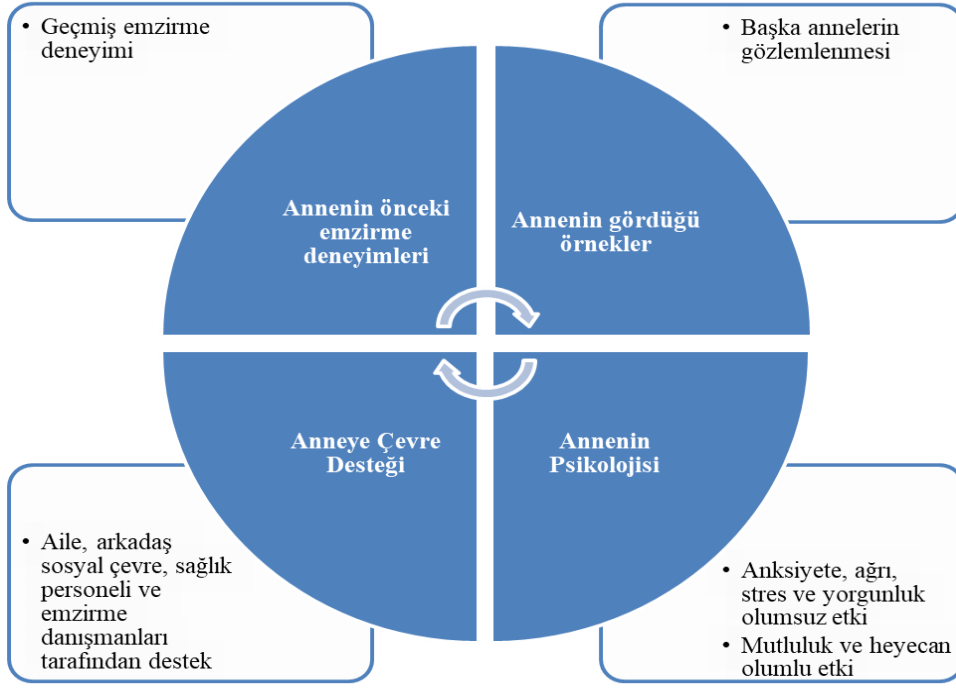 • Geçmiş emzirme
deneyimi
• Başka annelerin
gözlemlenmesi
Annenin önceki
emzirme
deneyimleri
Annenin gördüğü
örnekler
Anneye Çevre
Desteği
Annenin
Psikolojisi
• Aile, arkadaş
sosyal çevre, sağlık
personeli ve
emzirme
danışmanları
tarafından destek
• Anksiyete, ağrı,
stres ve yorgunluk
olumsuz etki
• Mutluluk ve heyecan
olumlu etki